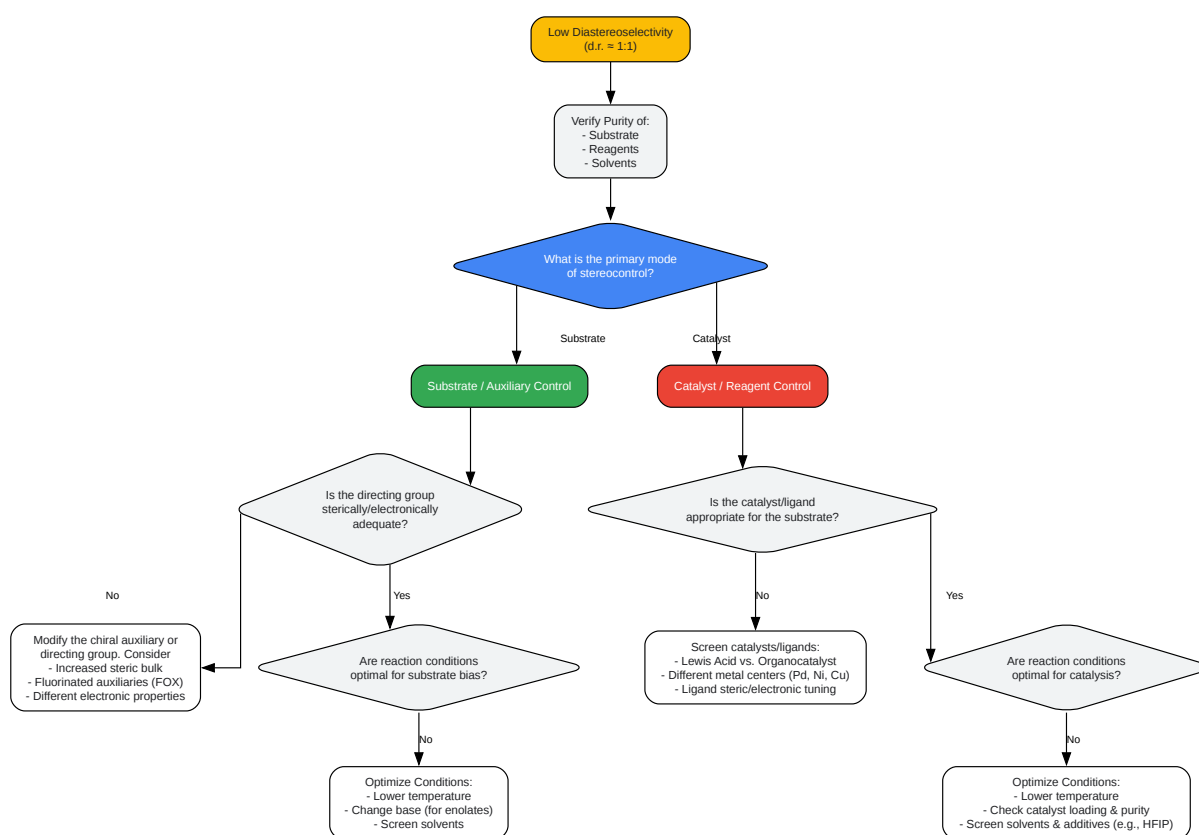 Low Diastereoselectivity
(d.r. ≈ 1:1)
Verify Purity of:
- Substrate
- Reagents
- Solvents
What is the primary mode
of stereocontrol?
Substrate
Catalyst
Substrate / Auxiliary Control
Catalyst / Reagent Control
Is the directing group
sterically/electronically
adequate?
Is the catalyst/ligand
appropriate for the substrate?
No
Yes
No
Yes
Modify the chiral auxiliary or
directing group. Consider
- Increased steric bulk
- Fluorinated auxiliaries (FOX)
- Different electronic properties
Are reaction conditions
optimal for substrate bias?
Screen catalysts/ligands:
- Lewis Acid vs. Organocatalyst
- Different metal centers (Pd, Ni, Cu)
- Ligand steric/electronic tuning
Are reaction conditions
optimal for catalysis?
No
No
Optimize Conditions:
- Lower temperature
- Change base (for enolates)
- Screen solvents
Optimize Conditions:
- Lower temperature
- Check catalyst loading & purity
- Screen solvents & additives (e.g., HFIP)